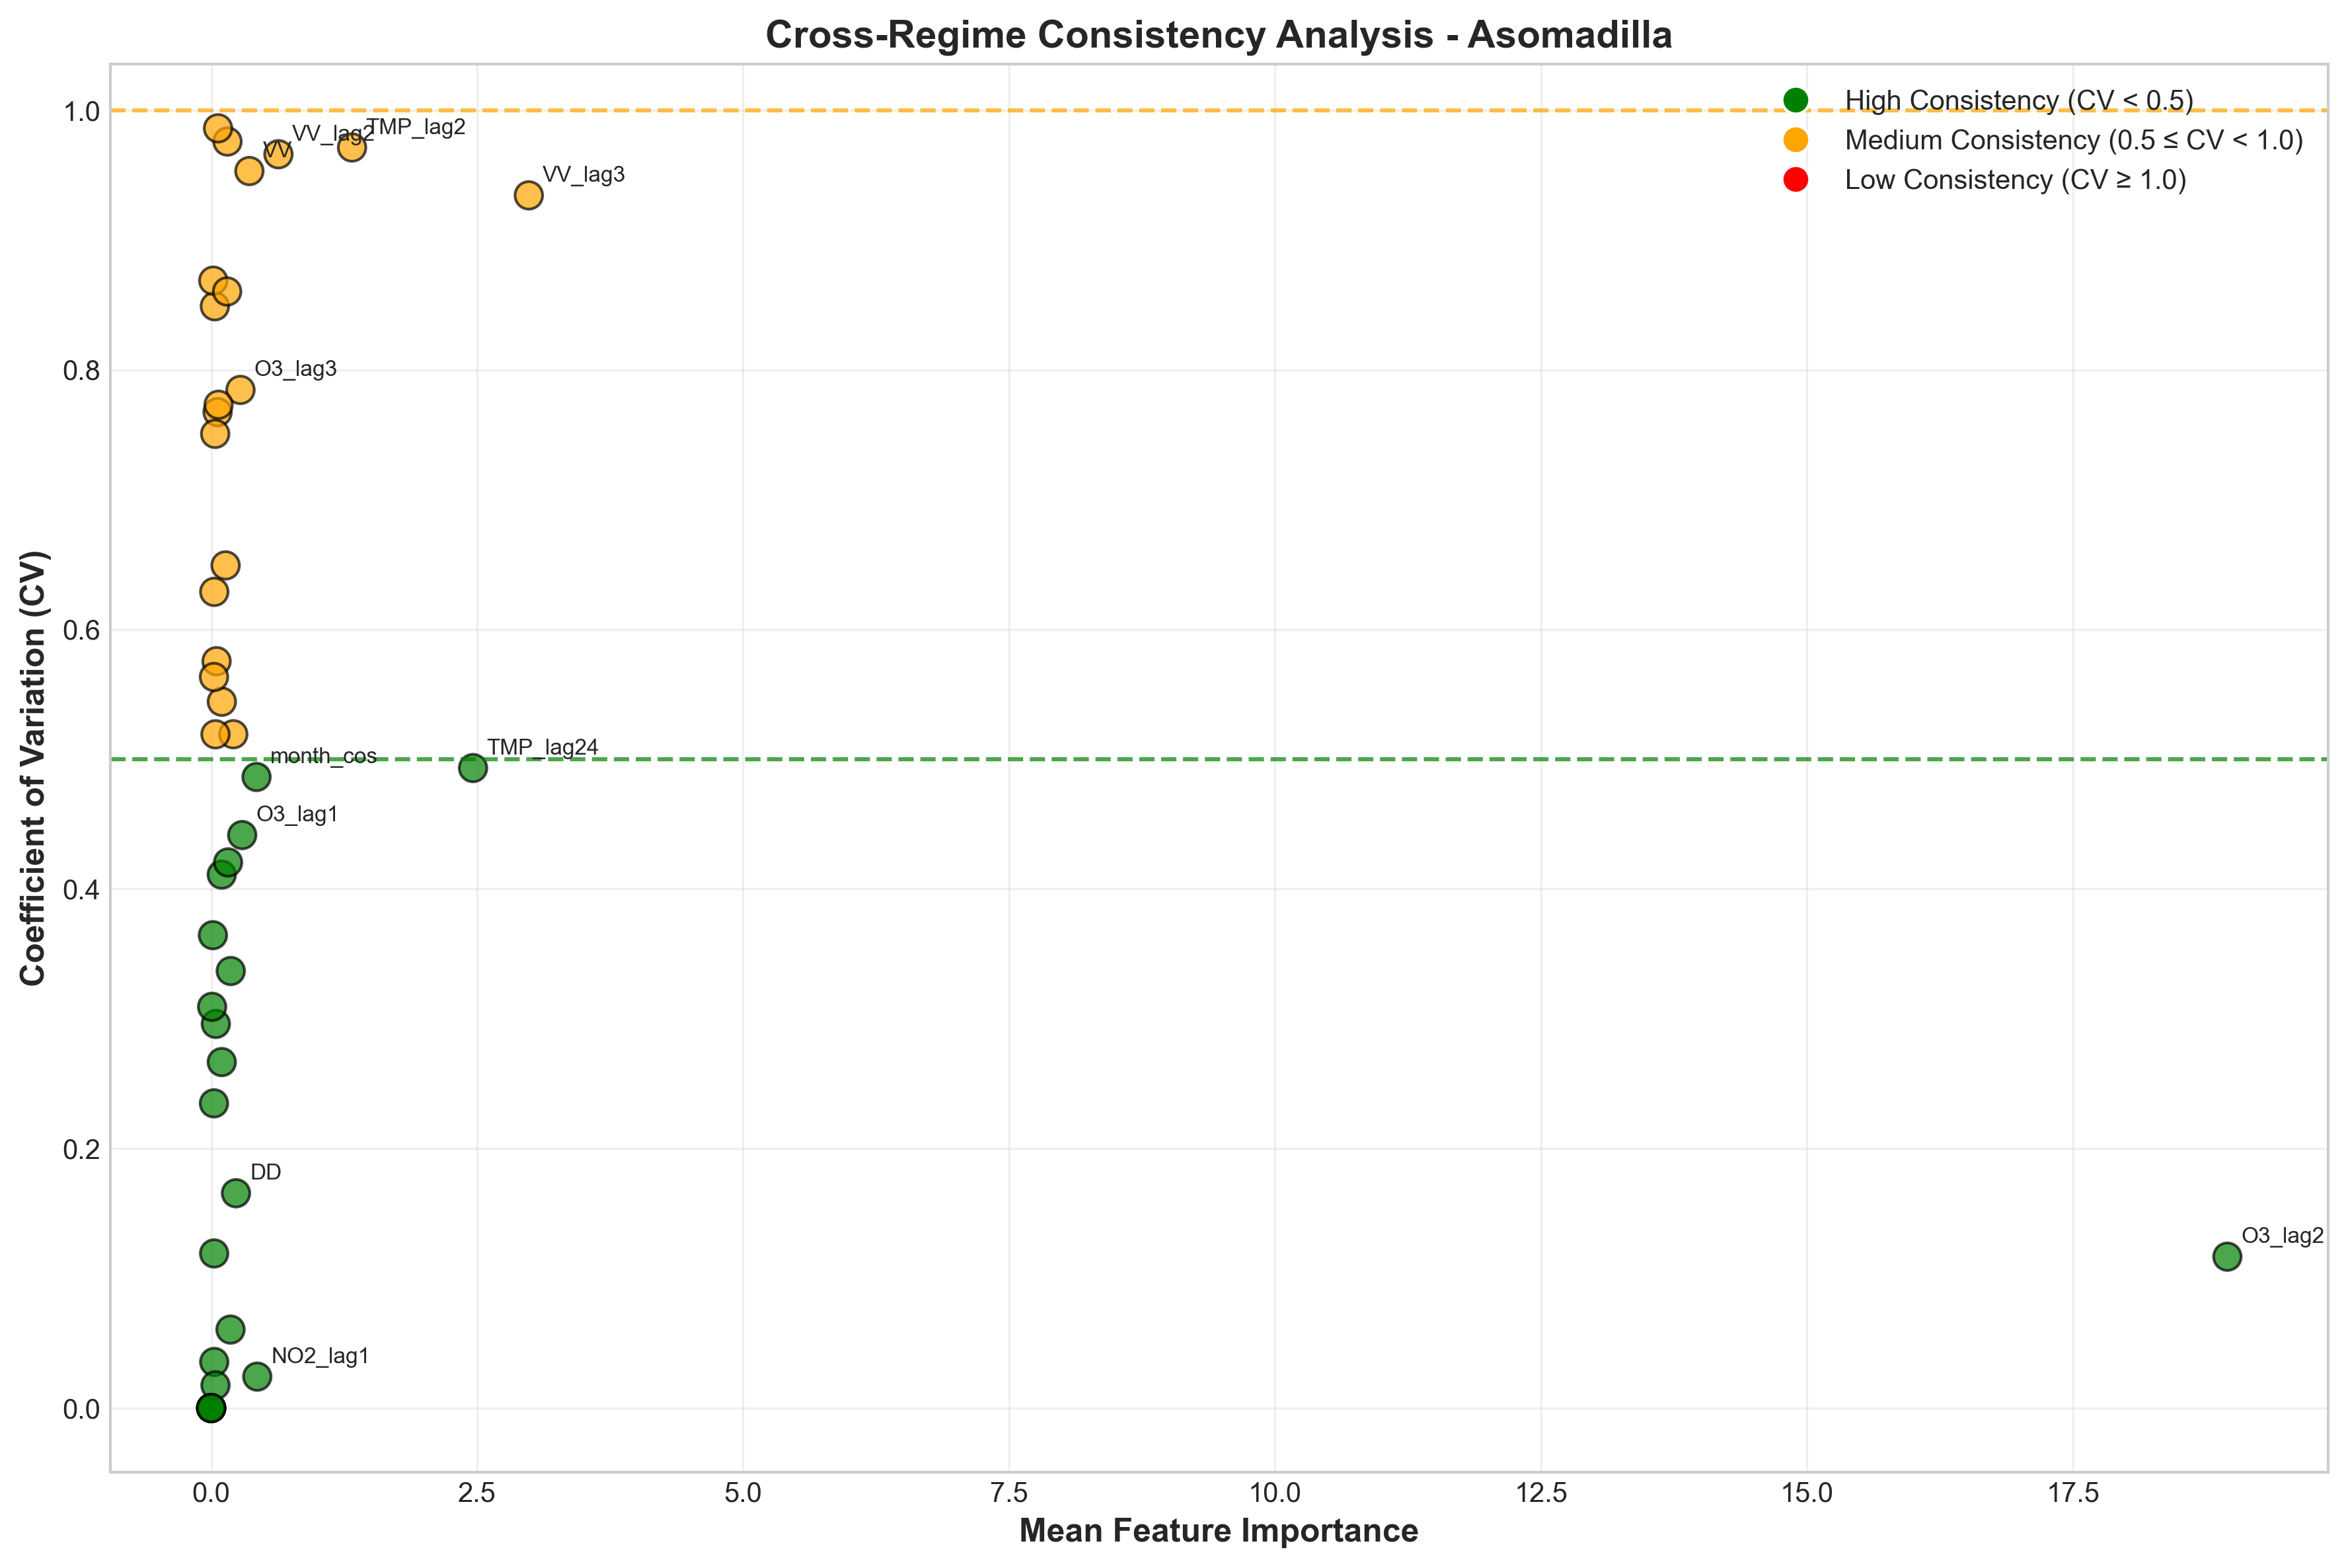 Cross-Regime Consistency Analysis - Asomadilla
High Consistency (CV < 0.5)
Medium Consistency (0.5 ≤ CV < 1.0)
Low Consistency (CV ≥ 1.0)
1.0
0.8
0.6
0.4
0.2
0.0
Coefficient of Variation (CV)
VV_lag2
TMP_lag2
VV
VV_lag3
O3_lag3
TMP_lag24
month_cos
O3_lag1
DD
O3_lag2
NO2_lag1
0.0
2.5
5.0
7.5
10.0
12.5
15.0
17.5
Mean Feature Importance